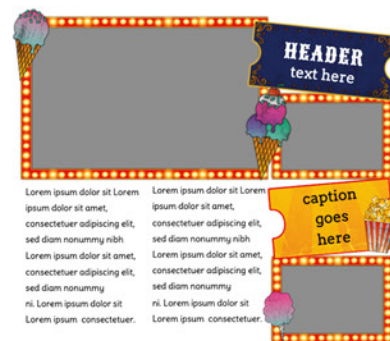 HEADER
text here
caption
goes
here
Lorem ipsum dolor sit Lorem
ipsum dolor sit amet,
consectetuer adipiscing elit,
sed diam nonummy nibh
Lorem ipsum dolor sit amet,
consectetuer adipiscing elit,
sed diam nonummy
ni. Lorem ipsum dolor sit
Lorem ipsum consectetuer.
Lorem ipsum dolor sit Lorem
ipsum dolor sit amet,
consectetuer adipiscing elit,
sed diam nonummy nibh
Lorem ipsum dolor sit amet,
consectetuer adipiscing elit,
sed diam nonummy
ni. Lorem ipsum dolor sit
Lorem ipsum consectetuer.